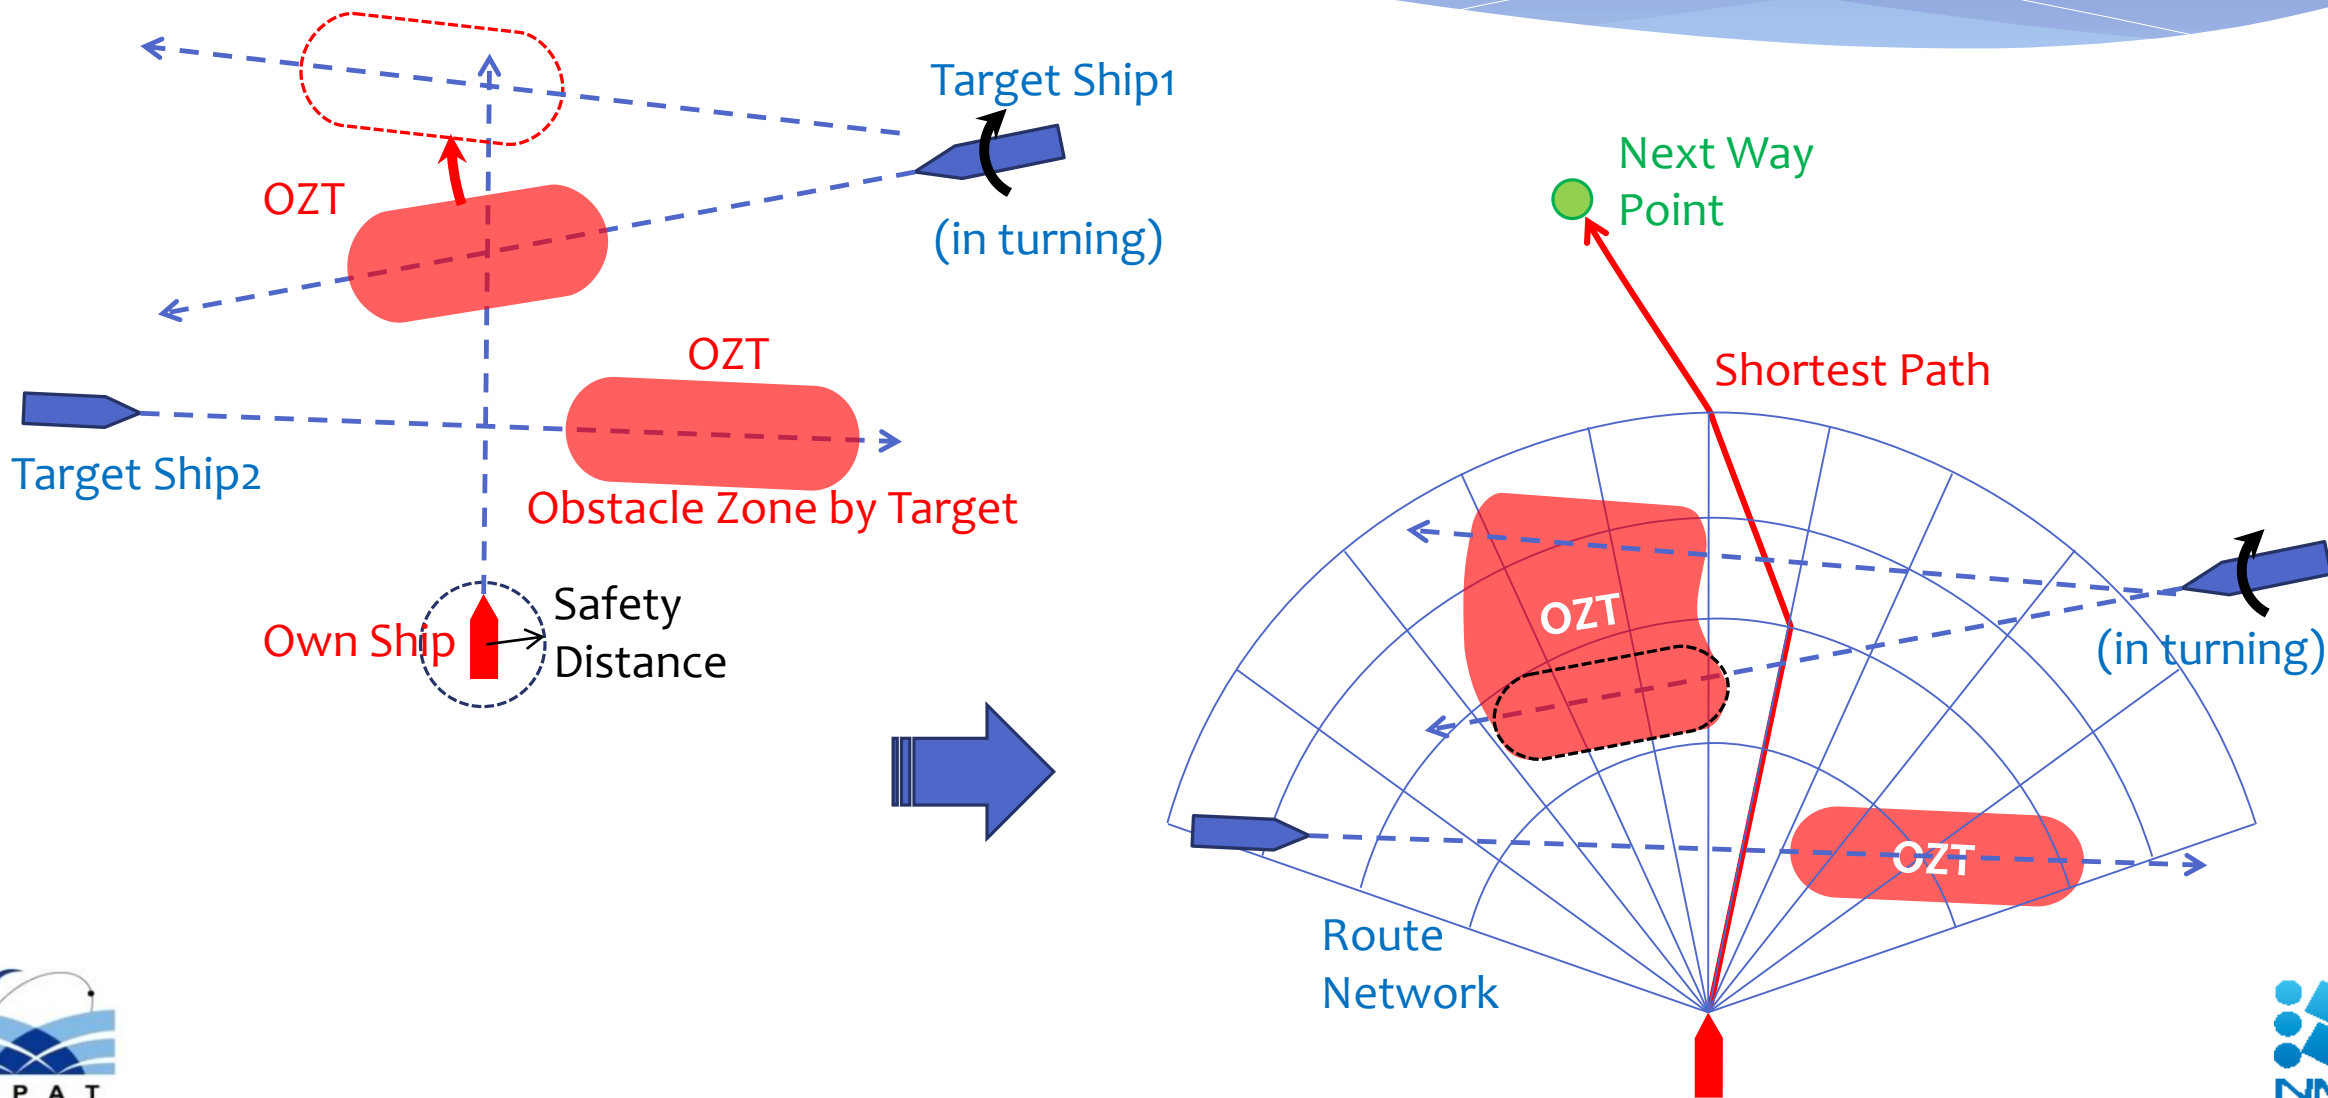 Target Ship1
(in turning)
OZT
OZT
Target Ship2
Obstacle Zone by Target
Own Ship
Safety
Distance
Next Way
Point
Shortest Path
OZT
(in turning)
OZT
Route
Network
P A T